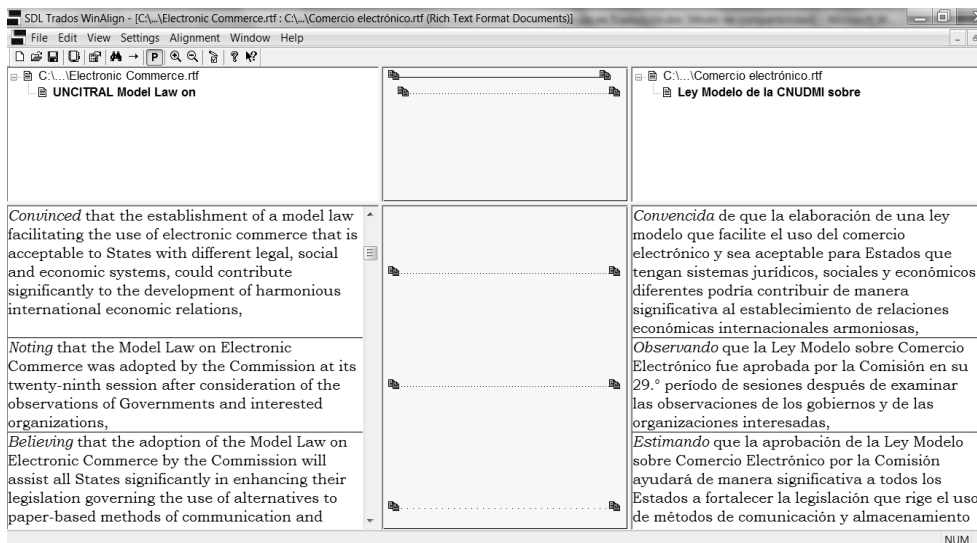 SDL Trados WinAlign - [C:\...\Electronic Commerce.rtf : C:\...\Comercio electrónico.rtf (Rich Text Format Documents)]
File Edit View Settings Alignment Window Help
P
C:\...\Electronic Commerce.rtf
UNCITRAL Model Law on
C:\...\Comercio electrónico.rtf
Ley Modelo de la CNUDMI sobre
Convinced that the establishment of a model law
facilitating the use of electronic commerce that is
acceptable to States with different legal, social
and economic systems, could contribute
significantly to the development of harmonious
international economic relations,
Noting that the Model Law on Electronic
Commerce was adopted by the Commission at its
twenty-ninth session after consideration of the
observations of Governments and interested
organizations,
Believing that the adoption of the Model Law on
Electronic Commerce by the Commission will
assist all States significantly in enhancing their
legislation governing the use of alternatives to
paper-based methods of communication and
Convencida de que la elaboración de una ley
modelo que facilite el uso del comercio
electrónico y sea aceptable para Estados que
tengan sistemas jurídicos, sociales y económicos
diferentes podría contribuir de manera
significativa al establecimiento de relaciones
económicas internacionales armoniosas,
Observando que la Ley Modelo sobre Comercio
Electrónico fue aprobada por la Comisión en su
29.° período de sesiones después de examinar
las observaciones de los gobiernos y de las
organizaciones interesadas,
Estimando que la aprobación de la Ley Modelo
sobre Comercio Electrónico por la Comisión
ayudará de manera significativa a todos los
Estados a fortalecer la legislación que rige el uso
de métodos de comunicación y almacenamiento
NUM